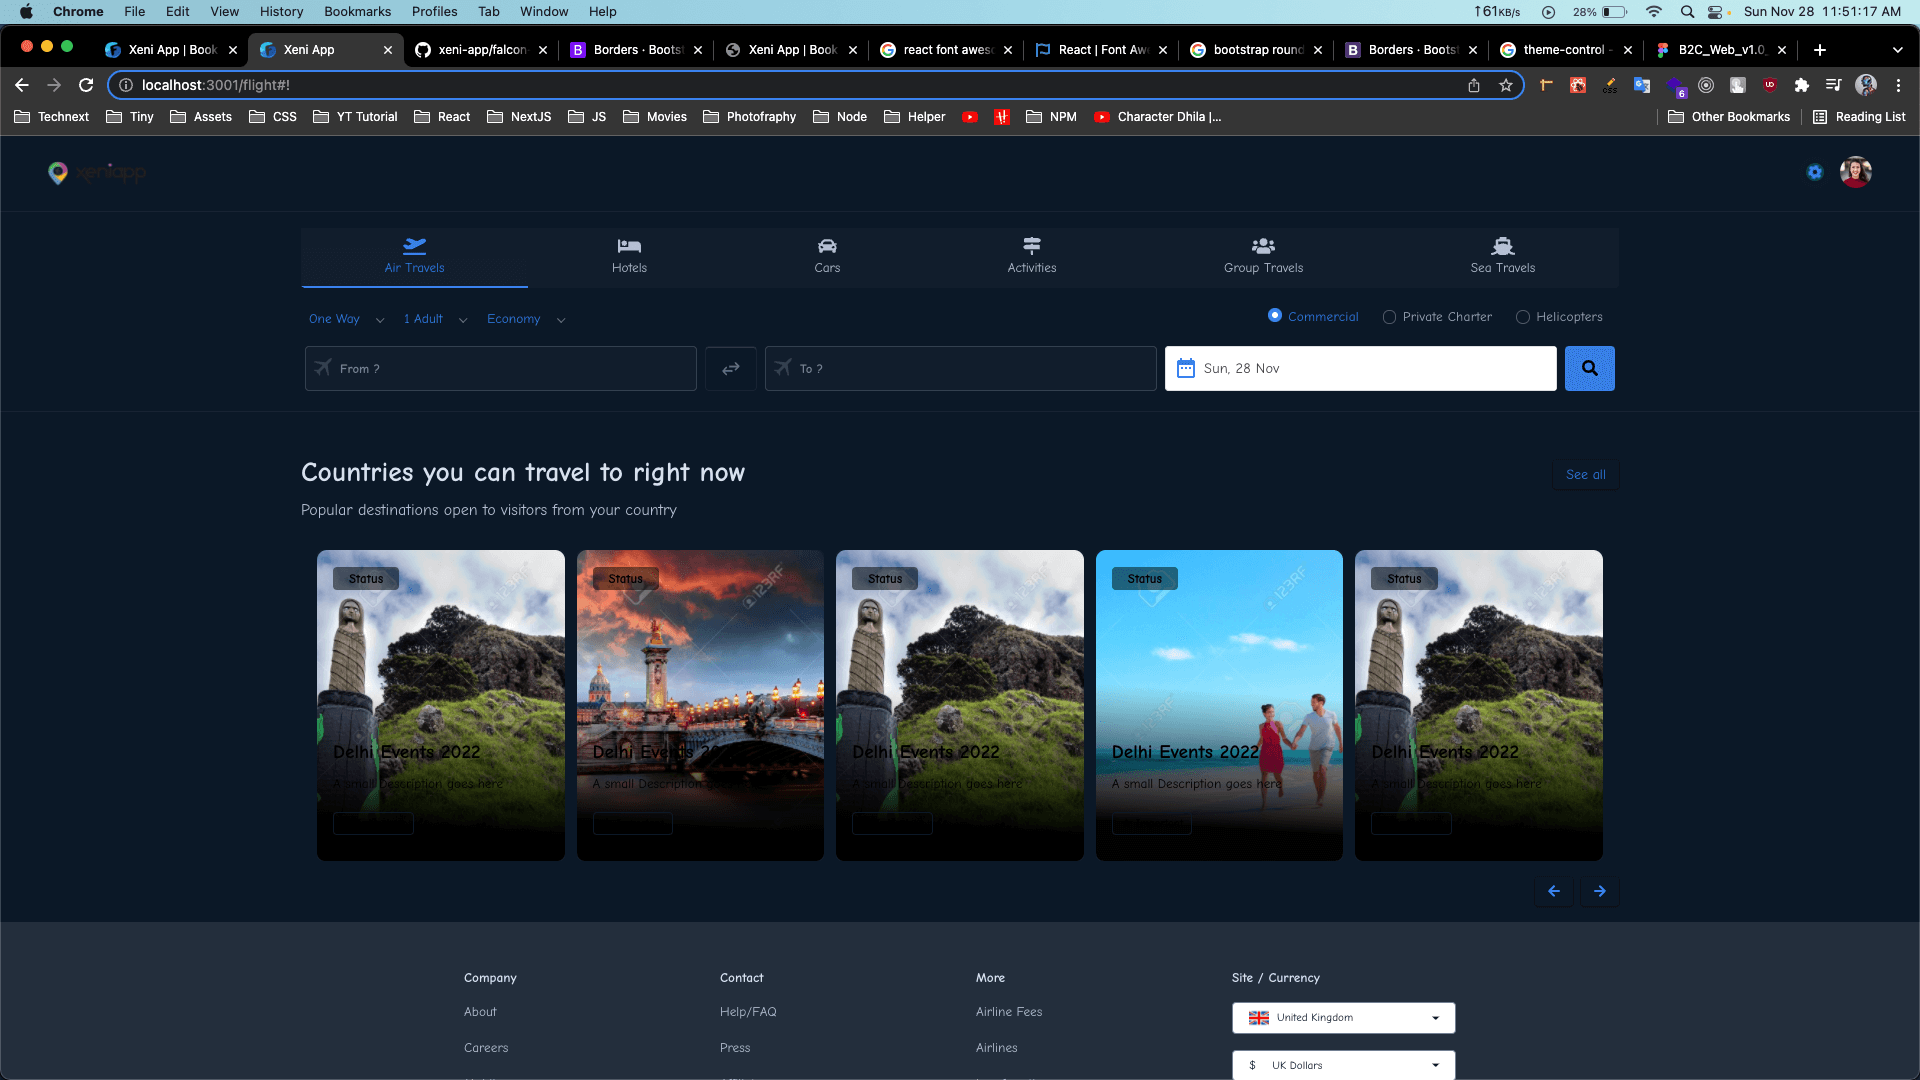 Chrome File Edit View History Bookmarks Profiles Tab Window Help
↑61KB/s 28% Sun Nov 28 11:51:17 AM
Xeni App | Book
Xeni App
xeni-app/falcon
Borders · Boots
Xeni App | Book
react font awes
React | Font Aw
bootstrap round
Borders · Boots
theme-control -
B2C_Web_v1.0
localhost:3001/flight#!
OSS
6
Technext Tiny Assets CSS YT Tutorial React NextJS JS Movies Photofraphy Node Helper NPM Character Dhila |...
Other Bookmarks Reading List
xeniapp
Air Travels
Hotels
Cars
Activities
Group Travels
Sea Travels
One Way 1 Adult Economy
Commercial Private Charter Helicopters
From ?
To ?
Sun, 28 Nov
Countries you can travel to right now
See all
Popular destinations open to visitors from your country
Status
Delhi Events 2022
A small Description goes here
Status
123RF
Delhi Events 2022
A small Description goes here
Status
Delhi Events 2022
A small Description goes here
Status
123RF
Delhi Events 2022
A small Description goes here
Status
Delhi Events 2022
A small Description goes here
Company
About
Careers
Contact
Help/FAQ
Press
More
Airline Fees
Airlines
Site / Currency
United Kingdom
$ UK Dollars